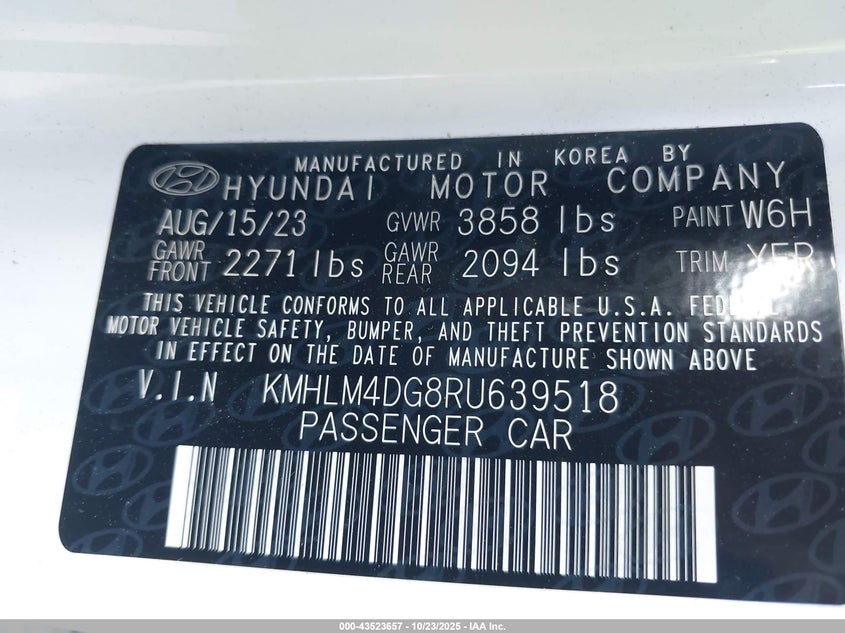 MANUFACTURED IN KOREA BY
HYUNDAI MOTOR COMPANY
AUG/15/23 GVWR 3858 lbs PAINT W6H
GAWR FRONT 2271 lbs GAWR REAR 2094 lbs TRIM YFR
THIS VEHICLE CONFORMS TO ALL APPLICABLE U.S.A. FEDERAL
MOTOR VEHICLE SAFETY, BUMPER, AND THEFT PREVENTION STANDARDS
IN EFFECT ON THE DATE OF MANUFACTURE SHOWN ABOVE
V.I.N KMHLM4DG8RU639518
PASSENGER CAR
000-43523657 - 10/23/2025 - IAA Inc.